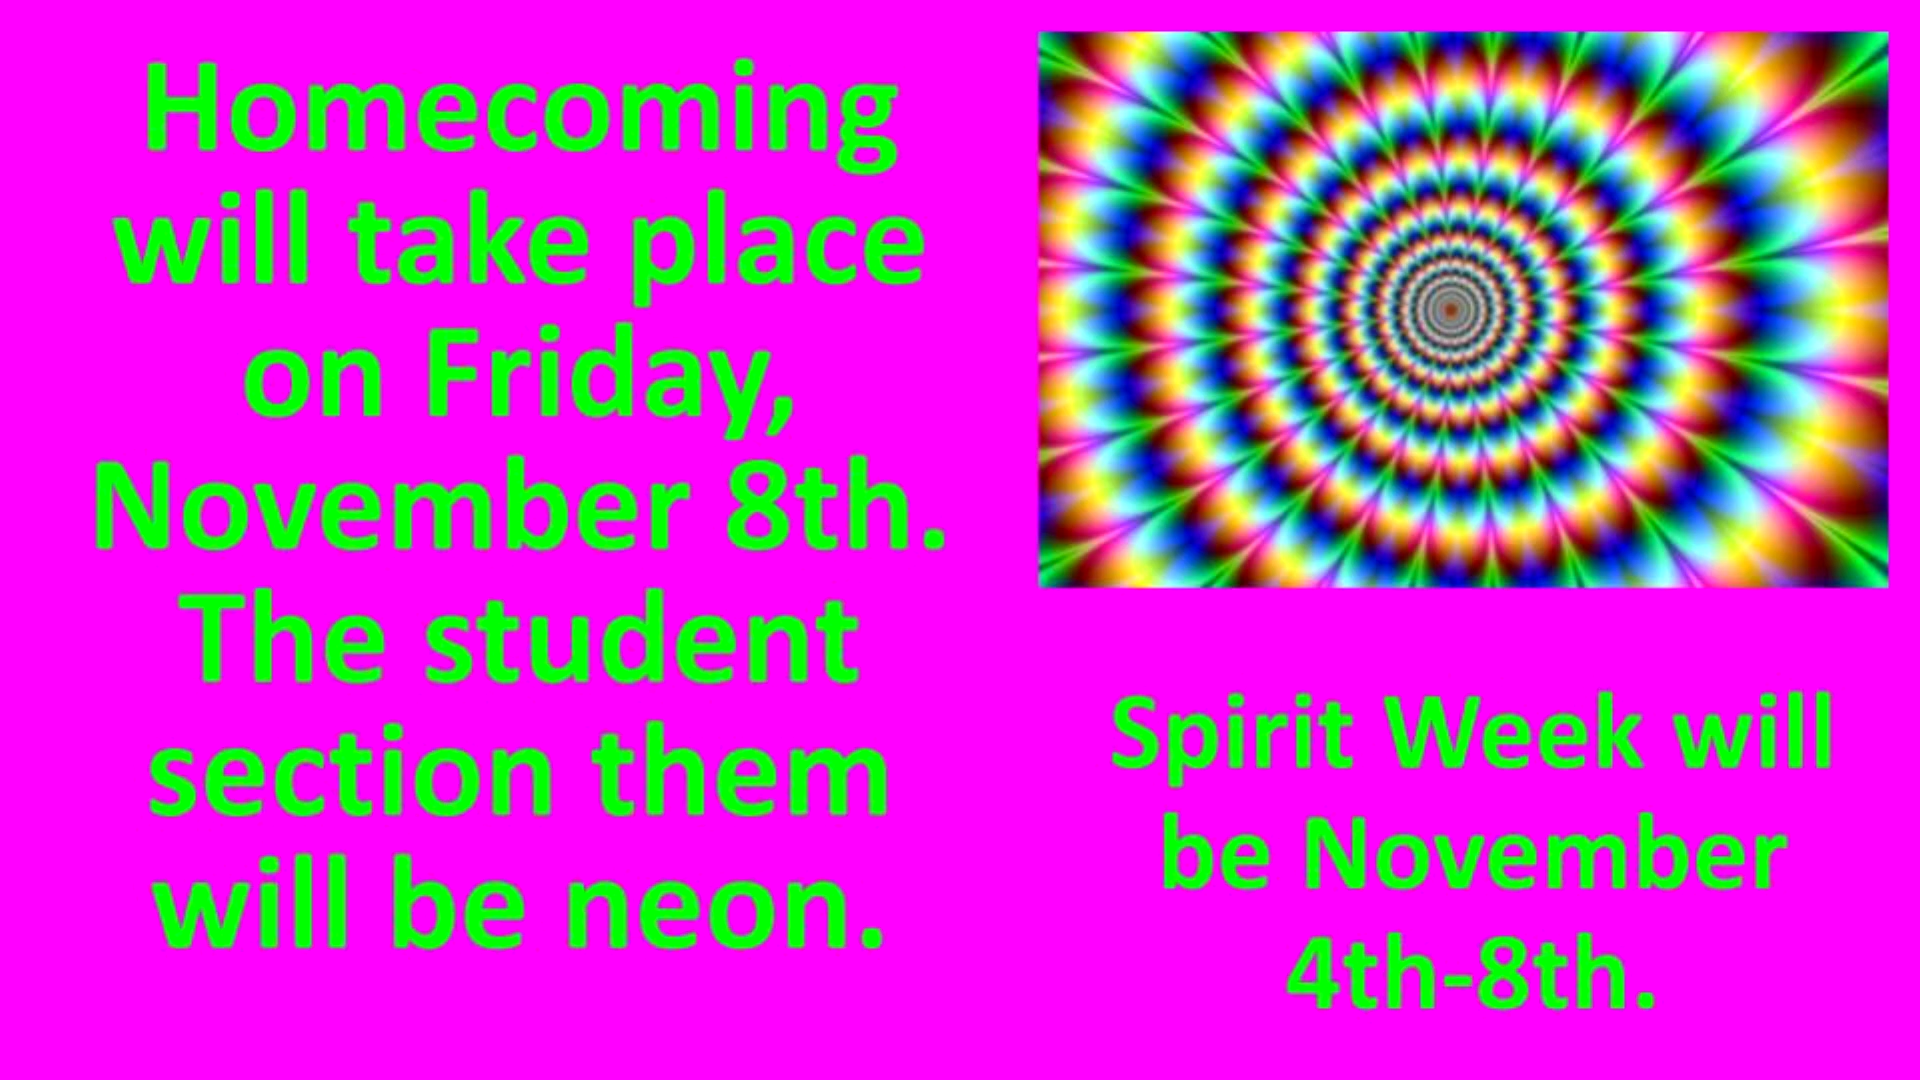 Homecoming
will take place
on Friday,
November 8th.
The student
section them
will be neon.
Spirit Week will
be November
4th-8th.